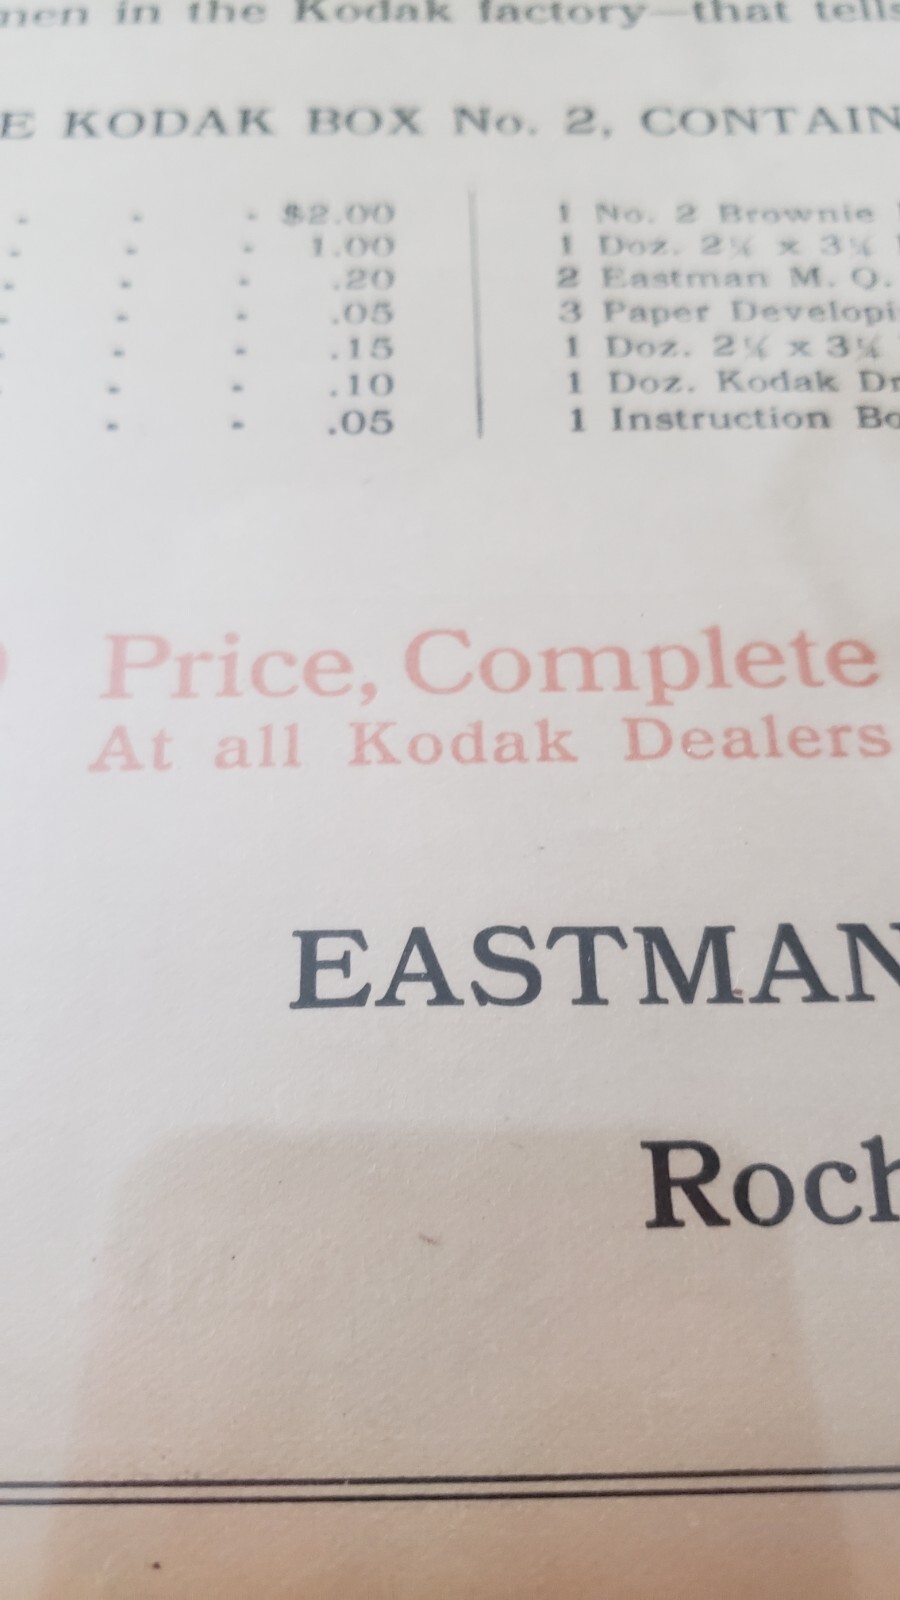 men in the Kodak factory—that tells
E KODAK BOX No. 2, CONTAIN
- - - $2.00 1 No. 2 Brownie
- - - 1.00 1 Doz. 2¼ x 3¼
- - - .20 2 Eastman M. Q.
- - - .05 3 Paper Developi
- - - .15 1 Doz. 2¼ x 3¼
- - .10 1 Doz. Kodak Dr
- - .05 1 Instruction Bo
Price, Complete
At all Kodak Dealers
EASTMAN
Roch